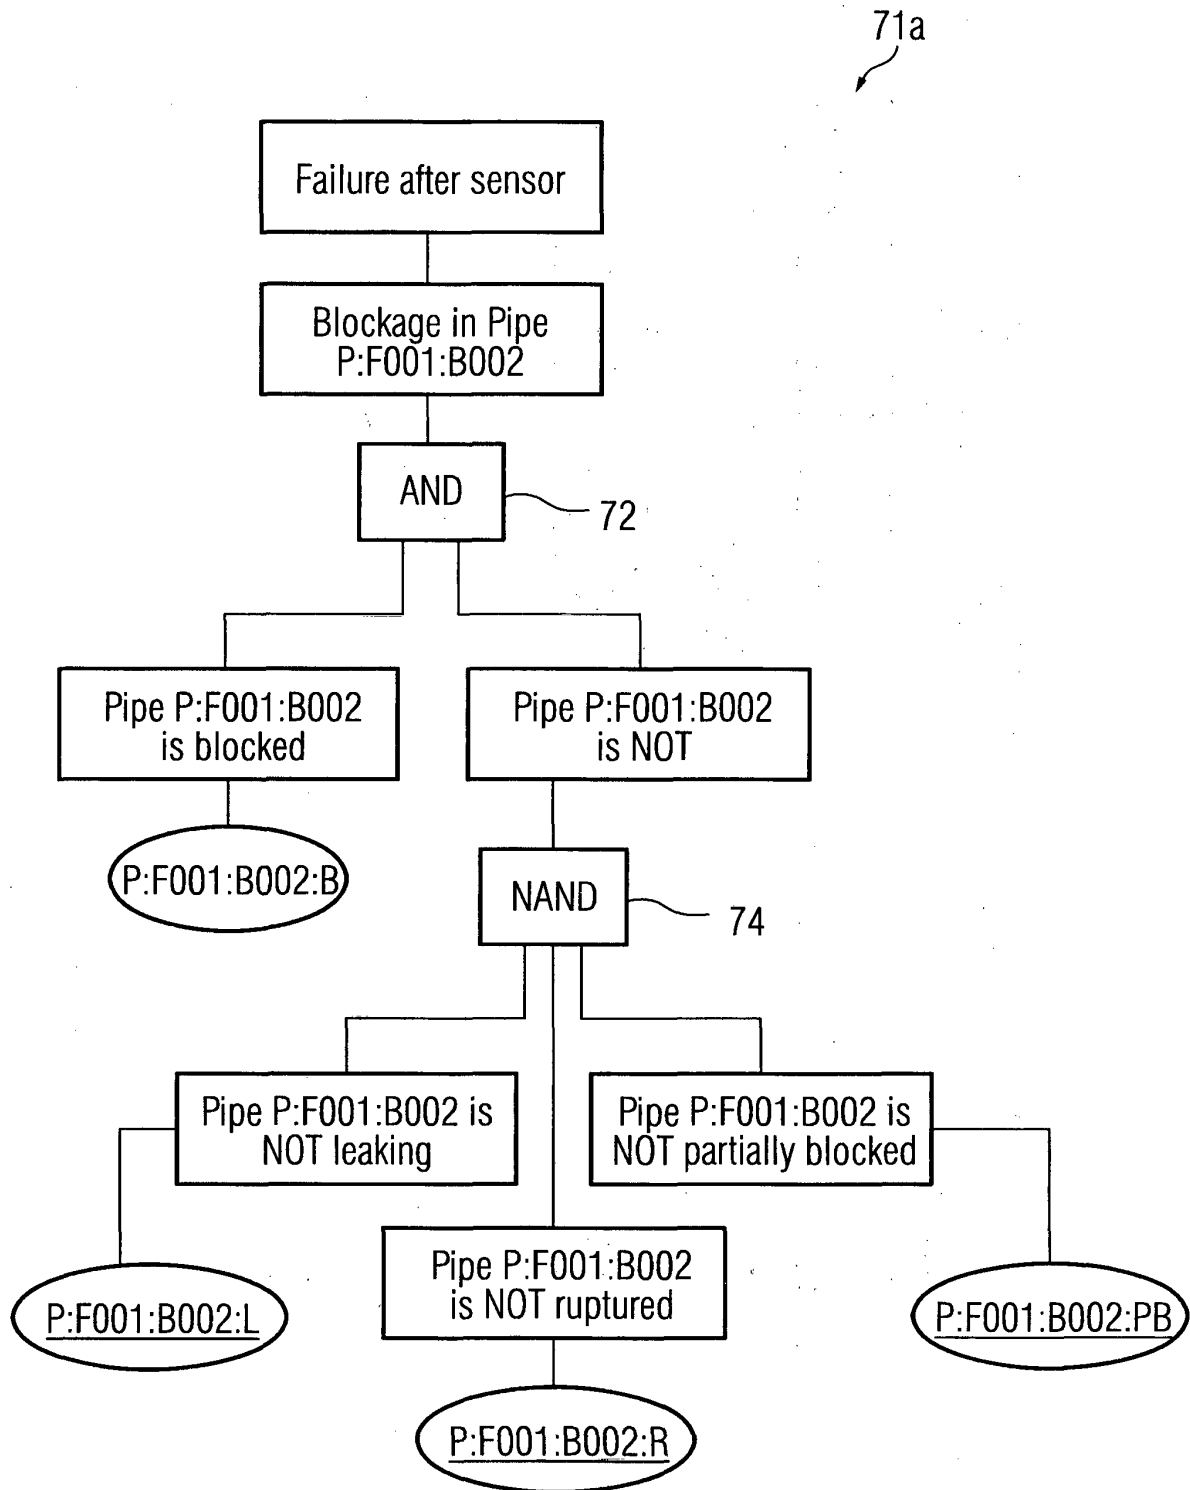 71a
Failure after sensor
Blockage in Pipe
P:F001:B002
AND
72
Pipe P:F001:B002
is blocked
Pipe P:F001:B002
is NOT
P:F001:B002:B
NAND
74
Pipe P:F001:B002 is
NOT leaking
Pipe P:F001:B002 is
NOT partially blocked
Pipe P:F001:B002
is NOT ruptured
P:F001:B002:L
P:F001:B002:PB
P:F001:B002:R